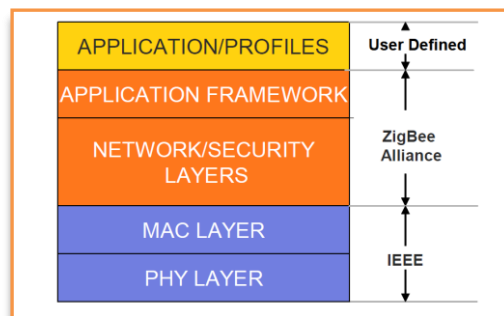 APPLICATION/PROFILES
User Defined
APPLICATION FRAMEWORK
NETWORK/SECURITY
LAYERS
ZigBee
Alliance
MAC LAYER
PHY LAYER
IEEE